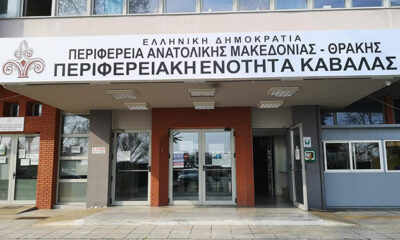 ΕΛΛΗΝΙΚΗ ΔΗΜΟΚΡΑΤΙΑ
ΠΕΡΙΦΕΡΕΙΑ ΑΝΑΤΟΛΙΚΗΣ ΜΑΚΕΔΟΝΙΑΣ - ΘΡΑΚΗΣ
ΠΕΡΙΦΕΡΕΙΑΚΗ ΕΝΟΤΗΤΑ ΚΑΒΑΛΑΣ